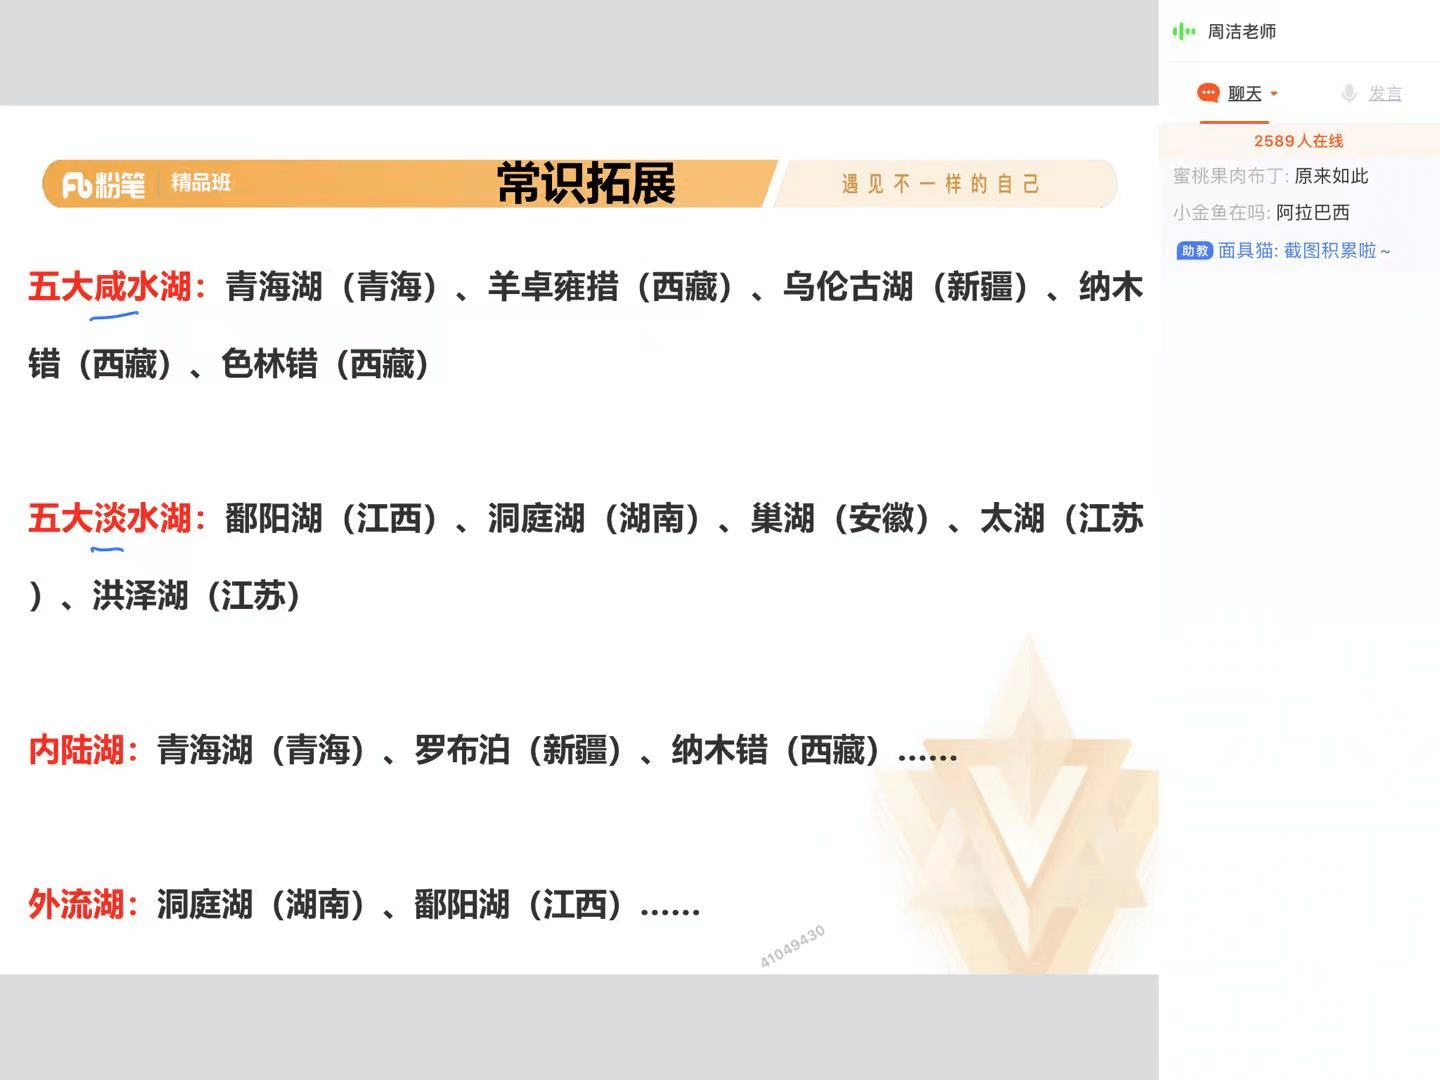 粉笔 精品班 常识拓展 遇见不一样的自己
五大咸水湖：青海湖（青海）、羊卓雍措（西藏）、乌伦古湖（新疆）、纳木
错（西藏）、色林错（西藏）
五大淡水湖：鄱阳湖（江西）、洞庭湖（湖南）、巢湖（安徽）、太湖（江苏
）、洪泽湖（江苏）
内陆湖：青海湖（青海）、罗布泊（新疆）、纳木错（西藏）……
外流湖：洞庭湖（湖南）、鄱阳湖（江西）……
41049430
周洁老师
聊天 发言
2589人在线
蜜桃果肉布丁: 原来如此
小金鱼在吗: 阿拉巴西
助教 面具猫: 截图积累啦~